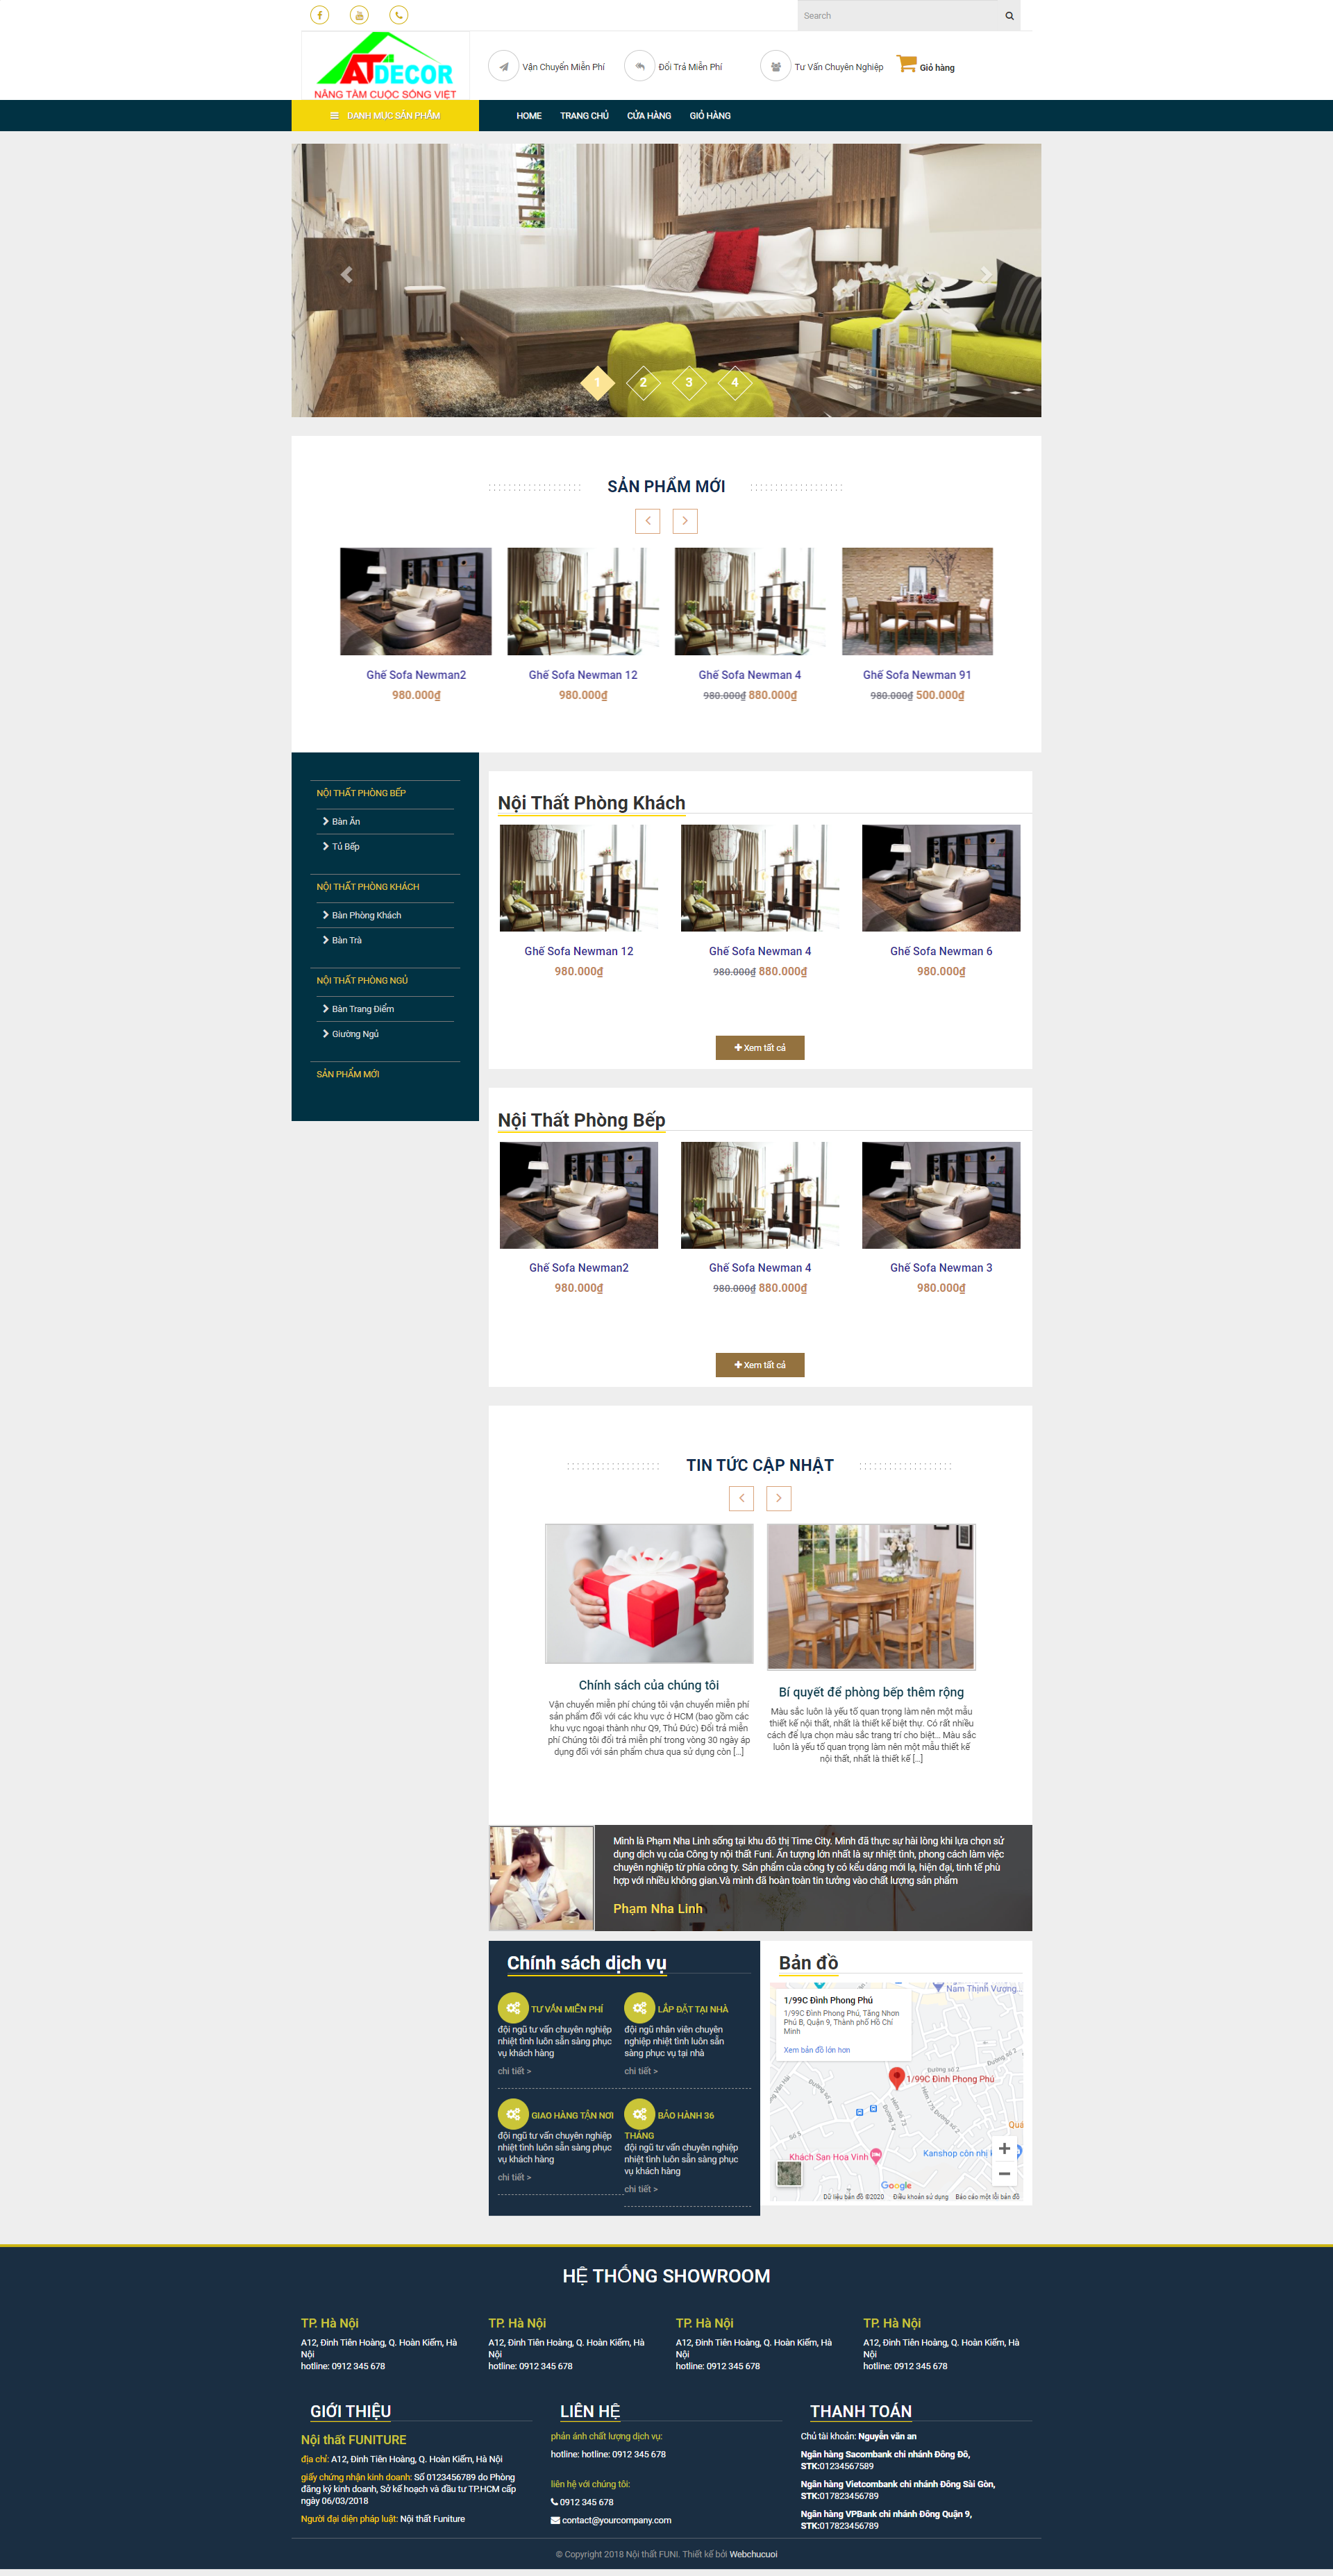 Search
ATDECOR
NÂNG TẦM CUỘC SỐNG VIỆT
Vận Chuyển Miễn Phí
Đổi Trả Miễn Phí
Tư Vấn Chuyên Nghiệp
Giỏ hàng
DANH MỤC SẢN PHẨM
HOME TRANG CHỦ CỬA HÀNG GIỎ HÀNG
1 2 3 4
SẢN PHẨM MỚI
Ghế Sofa Newman2 Ghế Sofa Newman 12 Ghế Sofa Newman 4 Ghế Sofa Newman 91
980.000₫ 980.000₫ 980.000₫ 880.000₫ 980.000₫ 500.000₫
NỘI THẤT PHÒNG BẾP
Bàn Ăn
Tủ Bếp
NỘI THẤT PHÒNG KHÁCH
Bàn Phòng Khách
Bàn Trà
NỘI THẤT PHÒNG NGỦ
Bàn Trang Điểm
Giường Ngủ
SẢN PHẨM MỚI
Nội Thất Phòng Khách
Ghế Sofa Newman 12 Ghế Sofa Newman 4 Ghế Sofa Newman 6
980.000₫ 980.000₫ 880.000₫ 980.000₫
Xem tất cả
Nội Thất Phòng Bếp
Ghế Sofa Newman2 Ghế Sofa Newman 4 Ghế Sofa Newman 3
980.000₫ 980.000₫ 880.000₫ 980.000₫
Xem tất cả
TIN TỨC CẬP NHẬT
Chính sách của chúng tôi
Vận chuyển miễn phí chúng tôi vận chuyển miễn phí
sản phẩm đối với các khu vực ở HCM (bao gồm các
khu vực ngoại thành như Q9, Thủ Đức) Đổi trả miễn
phí Chúng tôi đổi trả miễn phí trong vòng 30 ngày áp
dụng đối với sản phẩm chưa qua sử dụng còn [...]
Bí quyết để phòng bếp thêm rộng
Màu sắc luôn là yếu tố quan trọng làm nên một mẫu
thiết kế nội thất, nhất là thiết kế biệt thự. Có rất nhiều
cách để lựa chọn màu sắc trang trí cho biệt... Màu sắc
luôn là yếu tố quan trọng làm nên một mẫu thiết kế
nội thất, nhất là thiết kế [...]
Mình là Phạm Nha Linh sống tại khu đô thị Time City. Mình đã thực sự hài lòng khi lựa chọn sử
dụng dịch vụ của Công ty nội thất Funi. Ấn tượng lớn nhất là sự nhiệt tình, phong cách làm việc
chuyên nghiệp từ phía công ty. Sản phẩm của công ty có kểu dáng mới lạ, hiện đại, tinh tế phù
hợp với nhiều không gian.Và mình đã hoàn toàn tin tưởng vào chất lượng sản phẩm
Phạm Nha Linh
Chính sách dịch vụ
TƯ VẤN MIỄN PHÍ
đội ngũ tư vấn chuyên nghiệp
nhiệt tình luôn sẵn sàng phục
vụ khách hàng
chi tiết >
LẮP ĐẶT TẠI NHÀ
đội ngũ nhân viên chuyên
nghiệp nhiệt tình luôn sẵn
sàng phục vụ tại nhà
chi tiết >
GIAO HÀNG TẬN NƠI
đội ngũ tư vấn chuyên nghiệp
nhiệt tình luôn sẵn sàng phục
vụ khách hàng
chi tiết >
BẢO HÀNH 36
THÁNG
đội ngũ tư vấn chuyên nghiệp
nhiệt tình luôn sẵn sàng phục
vụ khách hàng
chi tiết >
Bản đồ
Nam Thịnh Vượng...
1/99C Đình Phong Phú
1/99C Đình Phong Phú, Tăng Nhơn
Phú B, Quận 9, Thành phố Hồ Chí
Minh
Xem bản đồ lớn hơn
Đường số 2
Đường số 2
1/99C Đình Phong Phú
Đường số 4
Đường 14
Hẻm Số 73
Số 5
Quá
Khách Sạn Hoa Vinh
Kanshop côn nhị
Google
Dữ liệu bản đồ ©2020 Điều khoản sử dụng Báo cáo một lỗi bản đồ
HỆ THỐNG SHOWROOM
TP. Hà Nội
A12, Đinh Tiên Hoàng, Q. Hoàn Kiếm, Hà
Nội
hotline: 0912 345 678
TP. Hà Nội
A12, Đinh Tiên Hoàng, Q. Hoàn Kiếm, Hà
Nội
hotline: 0912 345 678
TP. Hà Nội
A12, Đinh Tiên Hoàng, Q. Hoàn Kiếm, Hà
Nội
hotline: 0912 345 678
TP. Hà Nội
A12, Đinh Tiên Hoàng, Q. Hoàn Kiếm, Hà
Nội
hotline: 0912 345 678
GIỚI THIỆU
Nội thất FUNITURE
địa chỉ: A12, Đinh Tiên Hoàng, Q. Hoàn Kiếm, Hà Nội
giấy chứng nhận kinh doanh: Số 0123456789 do Phòng
đăng ký kinh doanh, Sở kế hoạch và đầu tư TP.HCM cấp
ngày 06/03/2018
Người đại diện pháp luật: Nội thất Funiture
LIÊN HỆ
phản ánh chất lượng dịch vụ:
hotline: hotline: 0912 345 678
liên hệ với chúng tôi:
0912 345 678
contact@yourcompany.com
THANH TOÁN
Chủ tài khoản: Nguyễn văn an
Ngân hàng Sacombank chi nhánh Đông Đô,
STK:01234567589
Ngân hàng Vietcombank chi nhánh Đông Sài Gòn,
STK:017823456789
Ngân hàng VPBank chi nhánh Đông Quận 9,
STK:017823456789
© Copyright 2018 Nội thất FUNI. Thiết kế bởi Webchucuoi